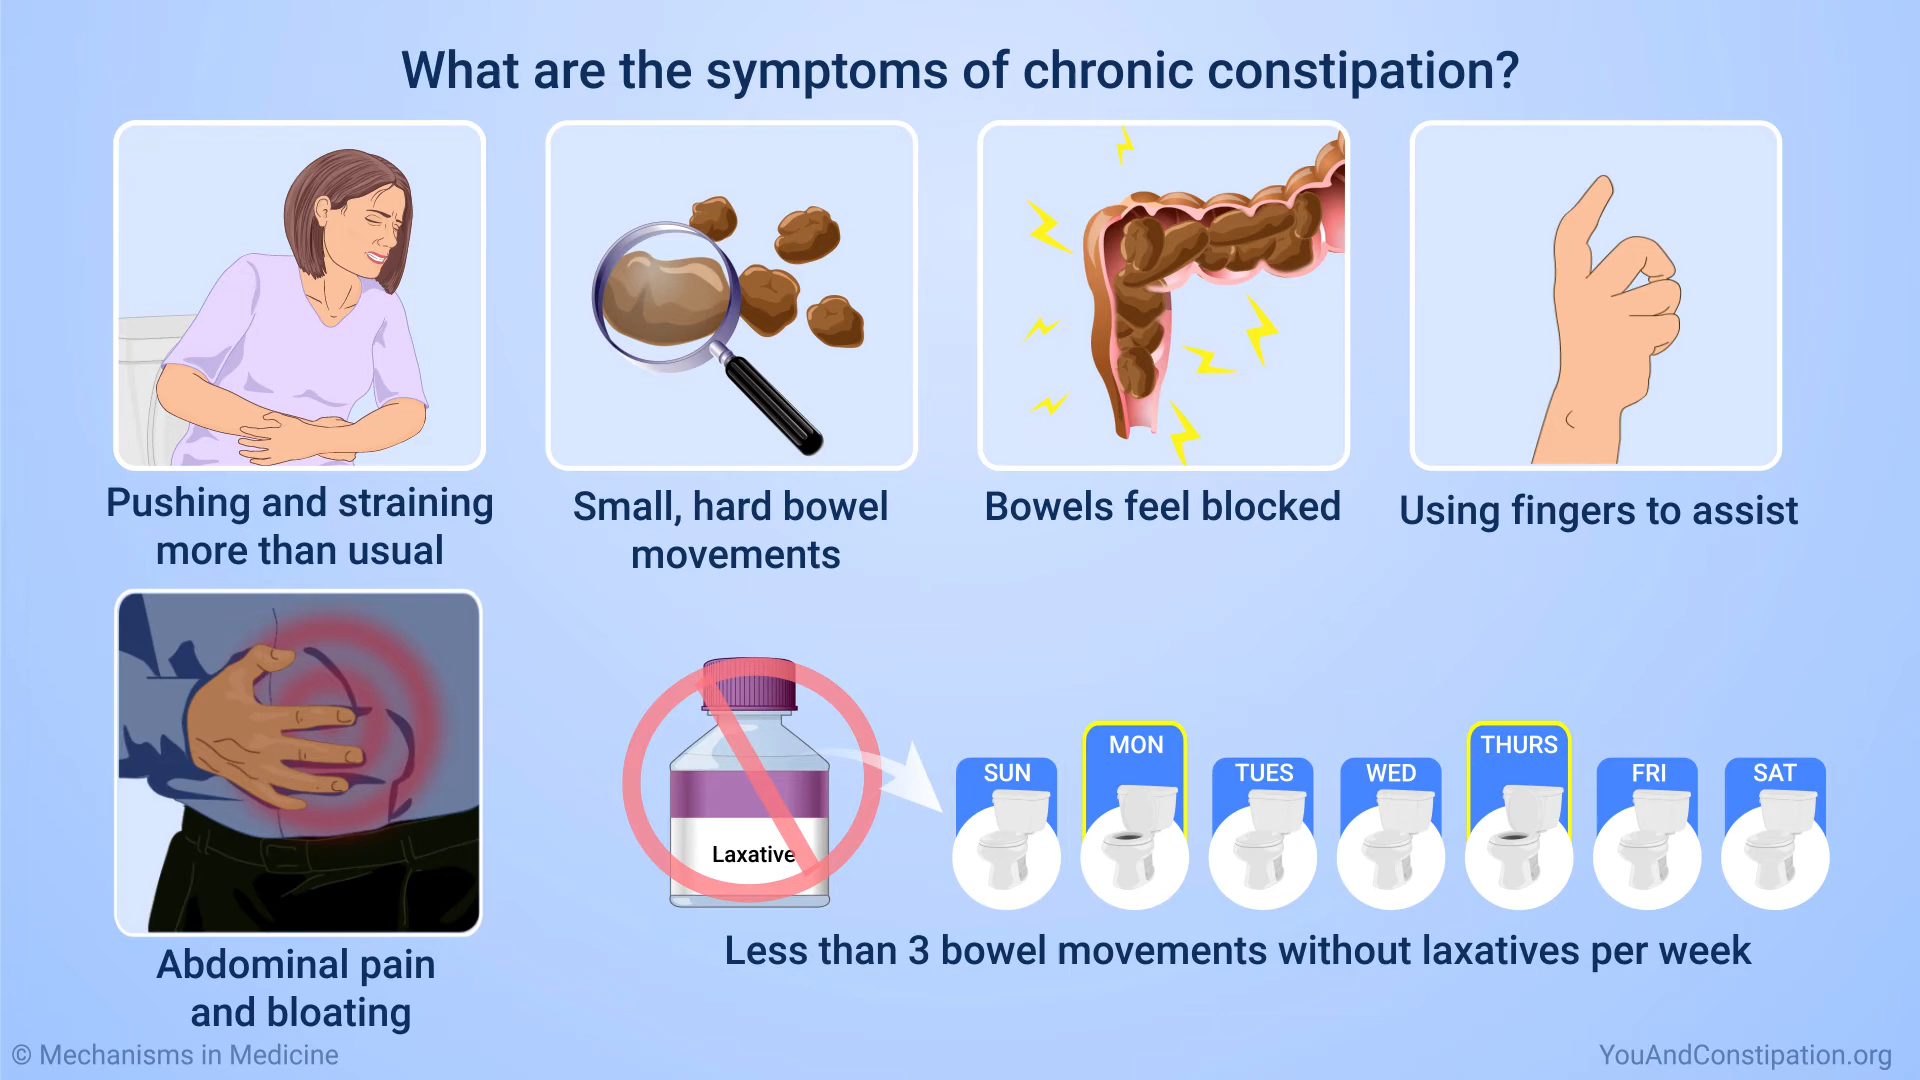 What are the symptoms of chronic constipation?
Pushing and straining
more than usual
Small, hard bowel
movements
Bowels feel blocked
Using fingers to assist
Abdominal pain
and bloating
Laxative
SUN
MON
TUES
WED
THURS
FRI
SAT
Less than 3 bowel movements without laxatives per week
© Mechanisms in Medicine
YouAndConstipation.org